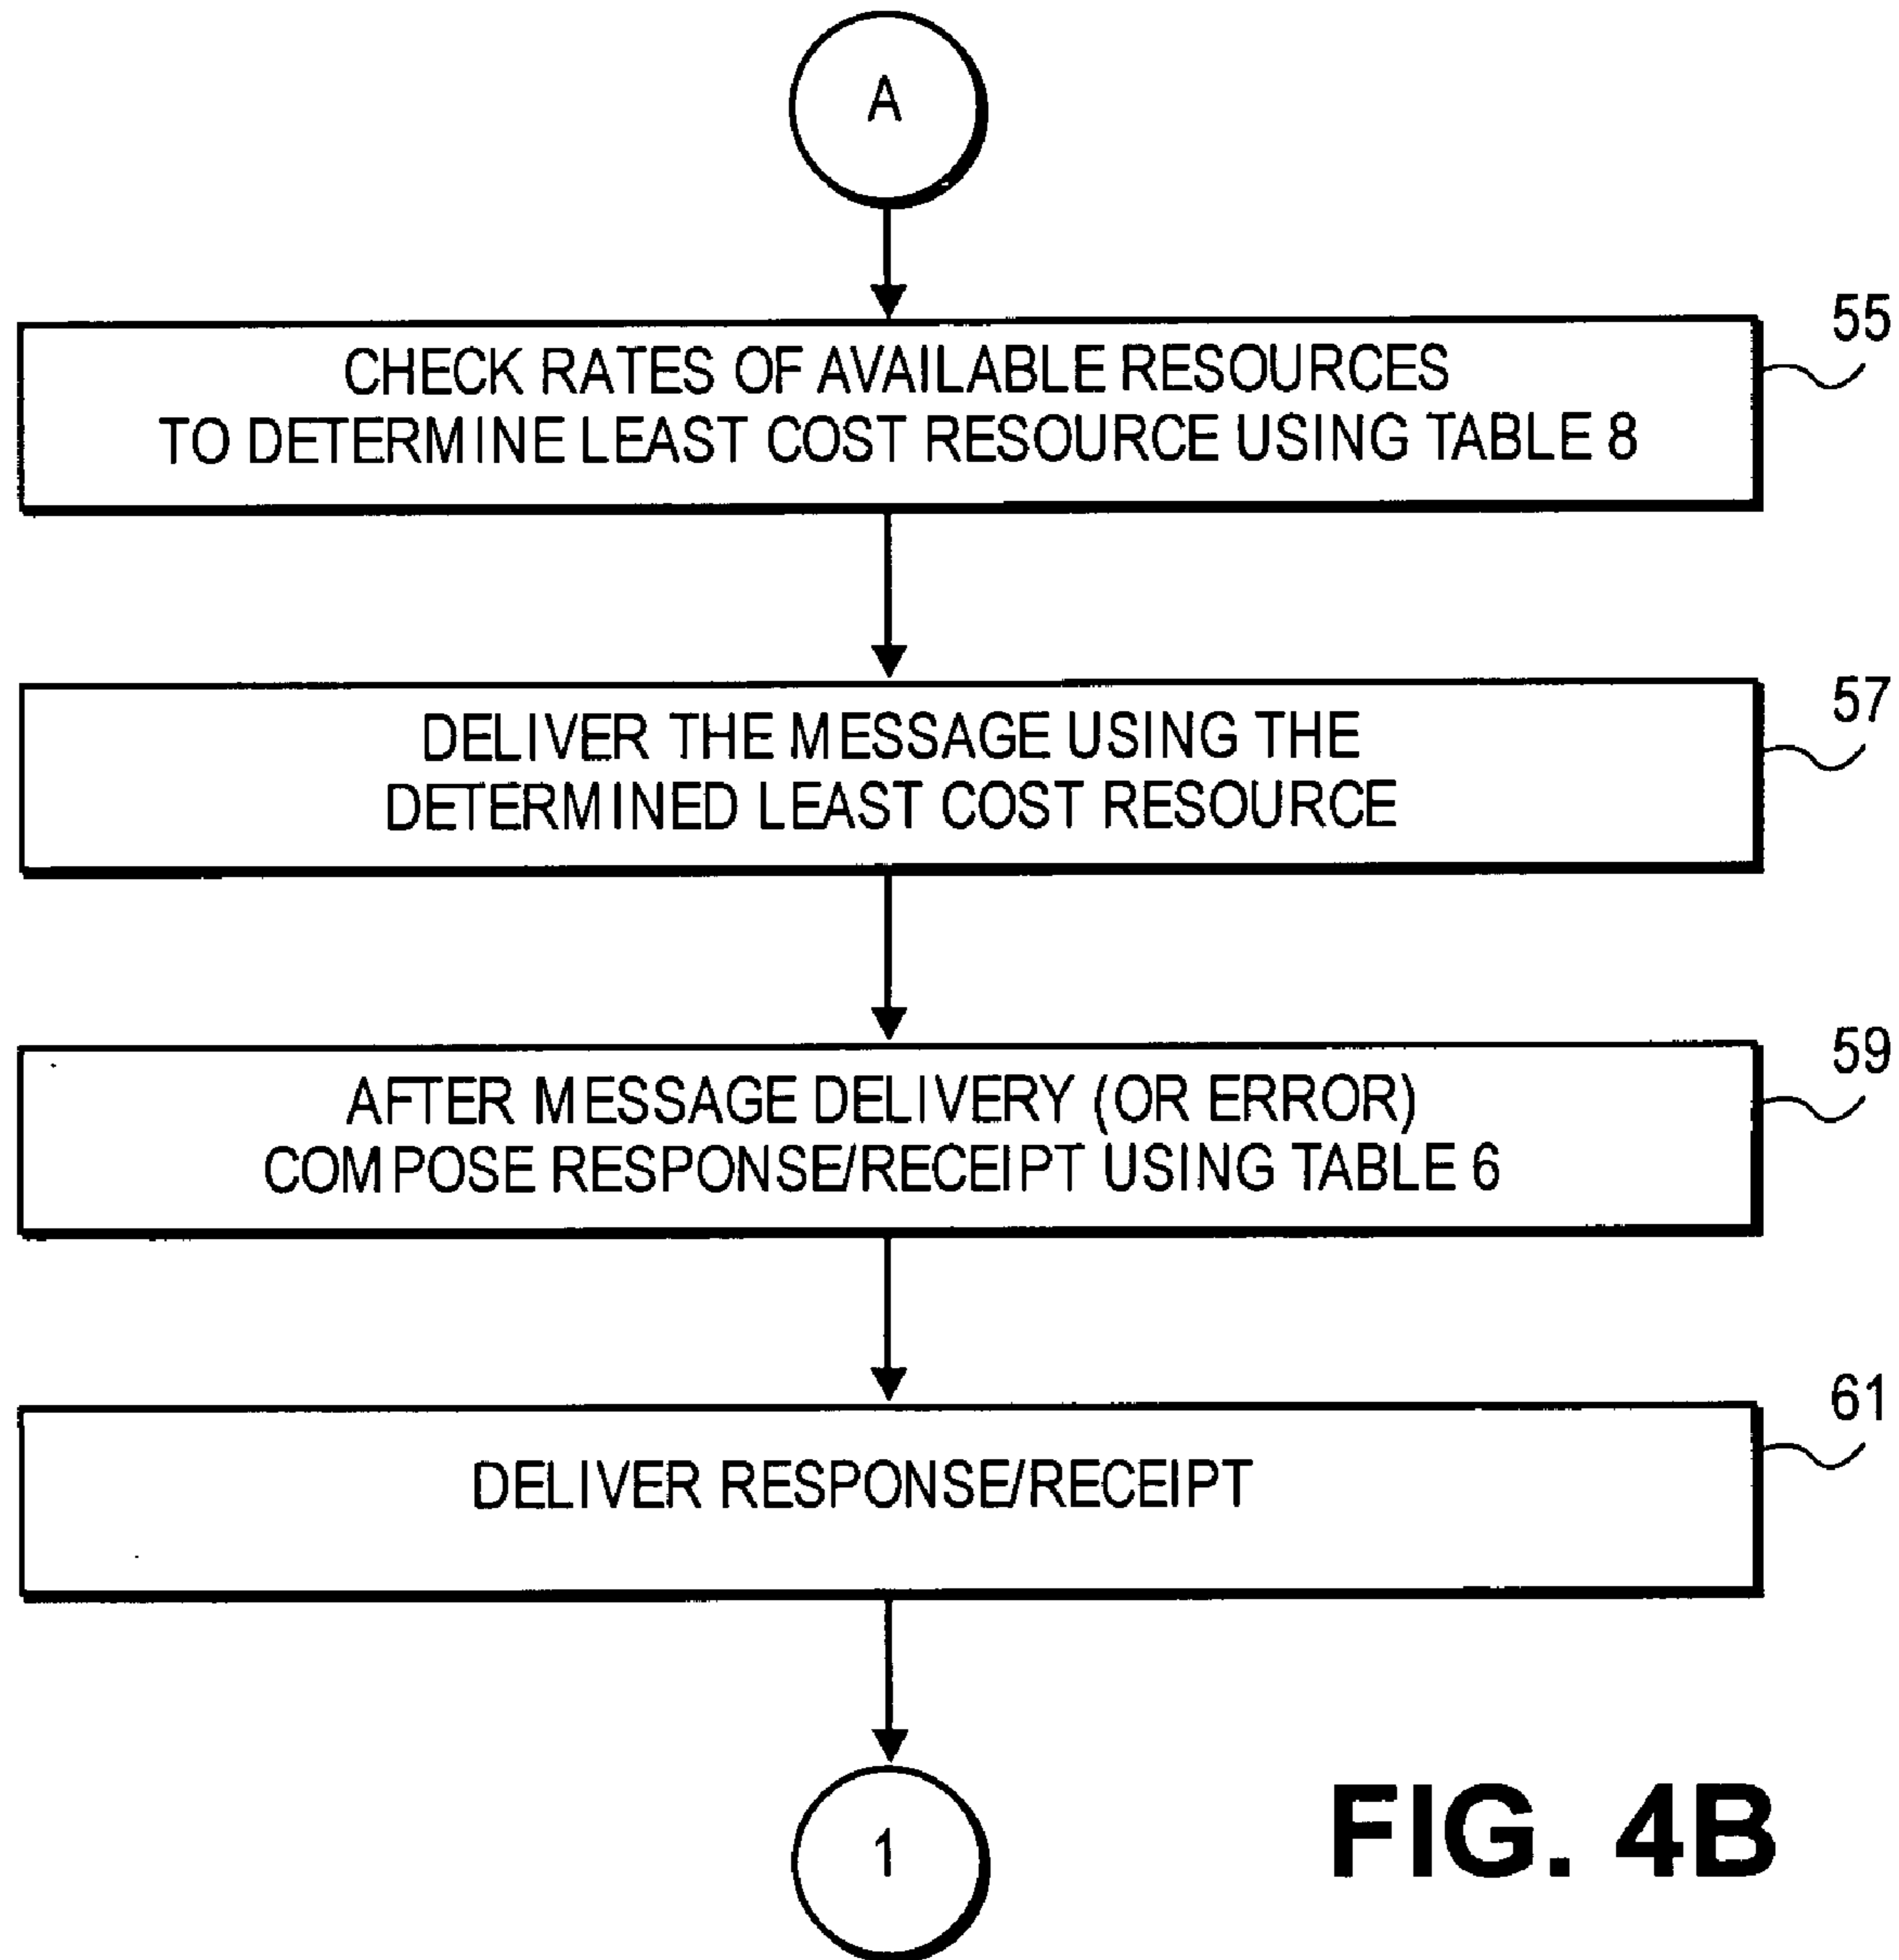 A
55
CHECK RATES OF AVAILABLE RESOURCES
TO DETERMINE LEAST COST RESOURCE USING TABLE 8
57
DELIVER THE MESSAGE USING THE
DETERMINED LEAST COST RESOURCE
59
AFTER MESSAGE DELIVERY (OR ERROR)
COMPOSE RESPONSE/RECEIPT USING TABLE 6
61
DELIVER RESPONSE/RECEIPT
1
FIG. 4B